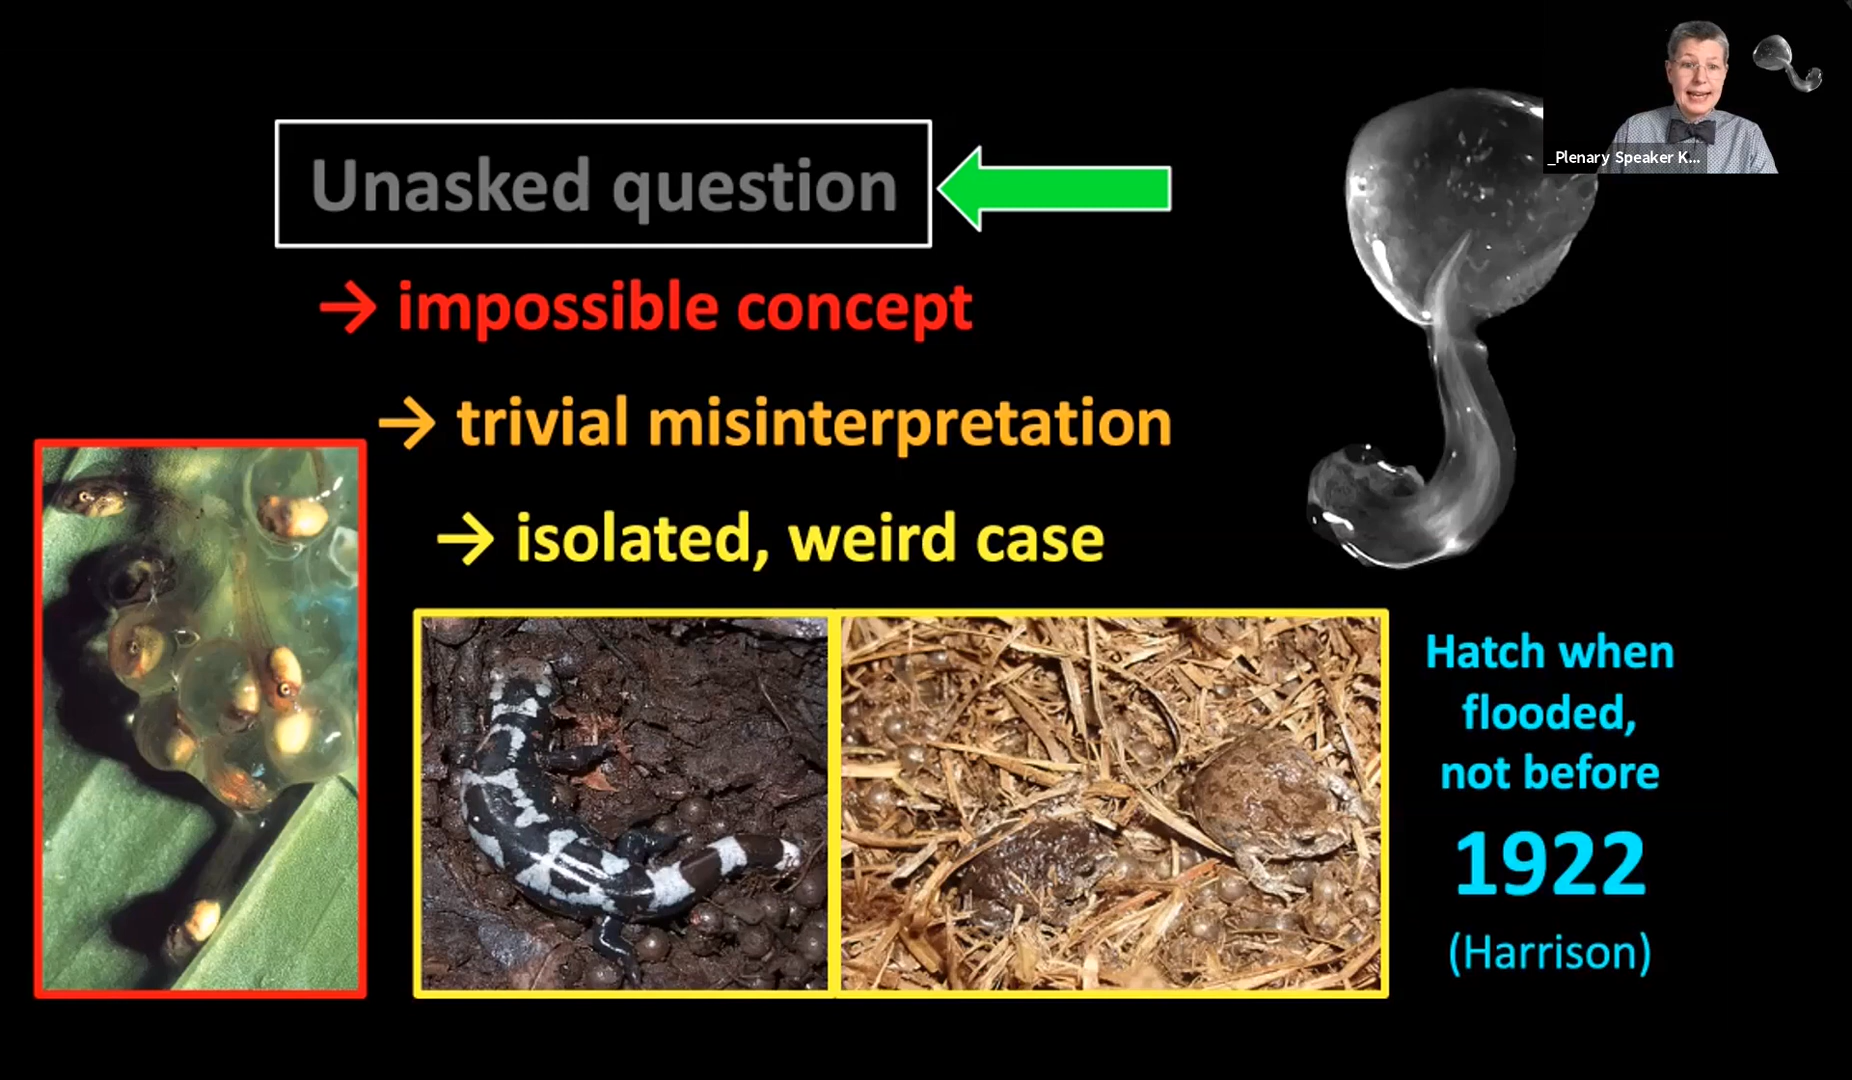 _Plenary Speaker K...
Unasked question
→ impossible concept
→ trivial misinterpretation
→ isolated, weird case
Hatch when
flooded,
not before
1922
(Harrison)